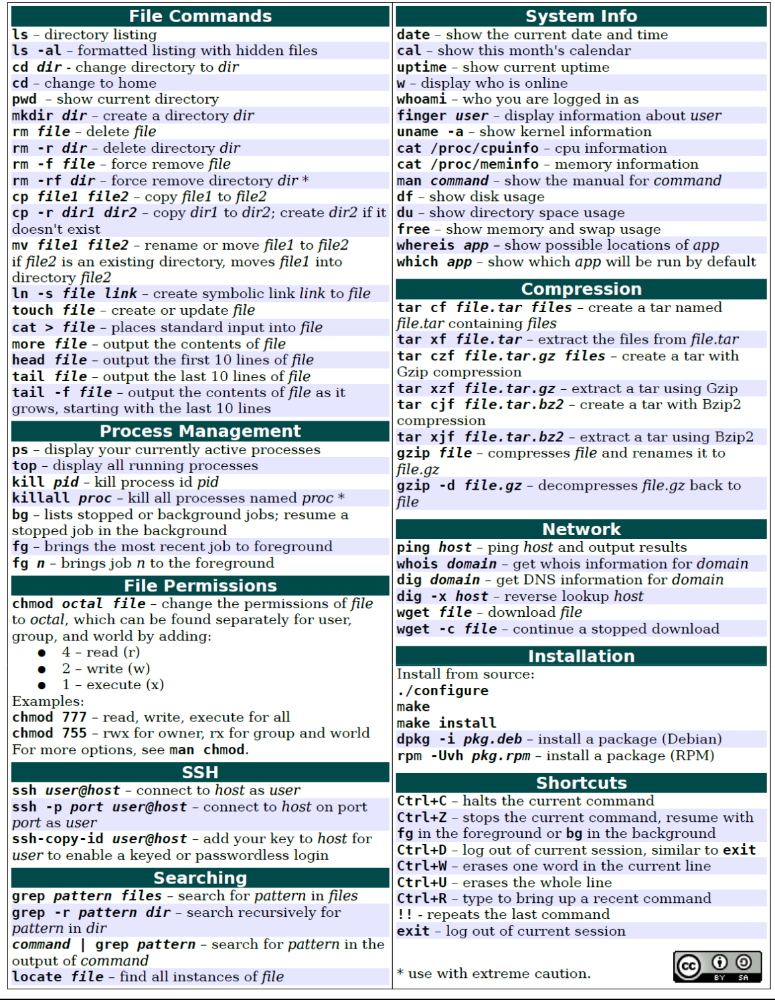 File Commands
ls – directory listing
ls -al – formatted listing with hidden files
cd dir - change directory to dir
cd – change to home
pwd – show current directory
mkdir dir – create a directory dir
rm file – delete file
rm -r dir – delete directory dir
rm -f file – force remove file
rm -rf dir – force remove directory dir *
cp file1 file2 – copy file1 to file2
cp -r dir1 dir2 – copy dir1 to dir2; create dir2 if it
doesn't exist
mv file1 file2 – rename or move file1 to file2
if file2 is an existing directory, moves file1 into
directory file2
ln -s file link – create symbolic link link to file
touch file – create or update file
cat > file – places standard input into file
more file – output the contents of file
head file – output the first 10 lines of file
tail file – output the last 10 lines of file
tail -f file – output the contents of file as it
grows, starting with the last 10 lines
Process Management
ps – display your currently active processes
top – display all running processes
kill pid – kill process id pid
killall proc – kill all processes named proc *
bg – lists stopped or background jobs; resume a
stopped job in the background
fg – brings the most recent job to foreground
fg n – brings job n to the foreground
File Permissions
chmod octal file – change the permissions of file
to octal, which can be found separately for user,
group, and world by adding:
● 4 – read (r)
● 2 – write (w)
● 1 – execute (x)
Examples:
chmod 777 – read, write, execute for all
chmod 755 – rwx for owner, rx for group and world
For more options, see man chmod.
SSH
ssh user@host – connect to host as user
ssh -p port user@host – connect to host on port
port as user
ssh-copy-id user@host – add your key to host for
user to enable a keyed or passwordless login
Searching
grep pattern files – search for pattern in files
grep -r pattern dir – search recursively for
pattern in dir
command | grep pattern – search for pattern in the
output of command
locate file – find all instances of file
System Info
date – show the current date and time
cal – show this month's calendar
uptime – show current uptime
w – display who is online
whoami – who you are logged in as
finger user – display information about user
uname -a – show kernel information
cat /proc/cpuinfo – cpu information
cat /proc/meminfo – memory information
man command – show the manual for command
df – show disk usage
du – show directory space usage
free – show memory and swap usage
whereis app – show possible locations of app
which app – show which app will be run by default
Compression
tar cf file.tar files – create a tar named
file.tar containing files
tar xf file.tar – extract the files from file.tar
tar czf file.tar.gz files – create a tar with
Gzip compression
tar xzf file.tar.gz – extract a tar using Gzip
tar cjf file.tar.bz2 – create a tar with Bzip2
compression
tar xjf file.tar.bz2 – extract a tar using Bzip2
gzip file – compresses file and renames it to
file.gz
gzip -d file.gz – decompresses file.gz back to
file
Network
ping host – ping host and output results
whois domain – get whois information for domain
dig domain – get DNS information for domain
dig -x host – reverse lookup host
wget file – download file
wget -c file – continue a stopped download
Installation
Install from source:
./configure
make
make install
dpkg -i pkg.deb – install a package (Debian)
rpm -Uvh pkg.rpm – install a package (RPM)
Shortcuts
Ctrl+C – halts the current command
Ctrl+Z – stops the current command, resume with
fg in the foreground or bg in the background
Ctrl+D – log out of current session, similar to exit
Ctrl+W – erases one word in the current line
Ctrl+U – erases the whole line
Ctrl+R – type to bring up a recent command
!! - repeats the last command
exit – log out of current session
* use with extreme caution.
cc BY SA